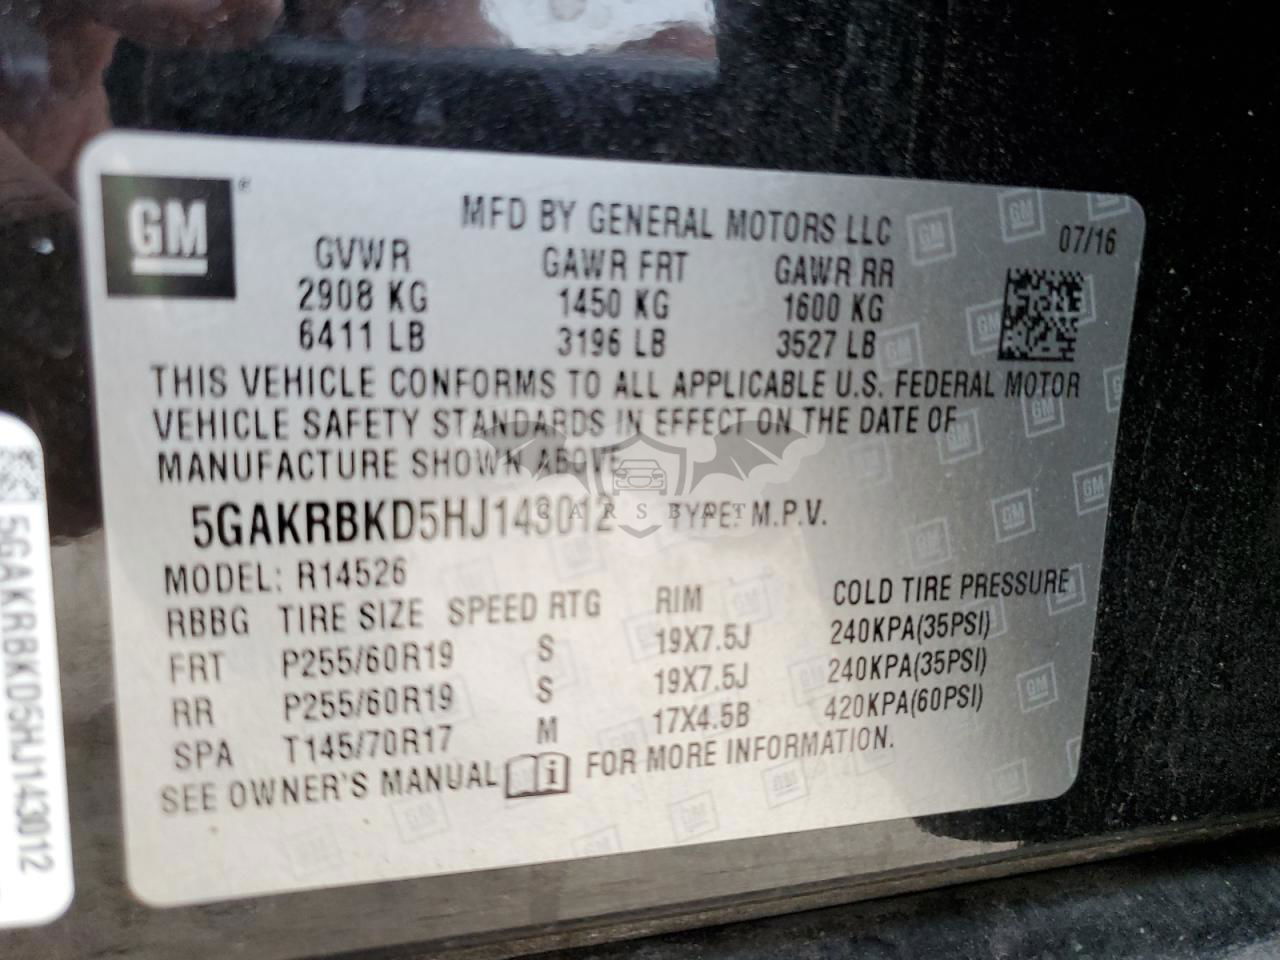 GM
MFD BY GENERAL MOTORS LLC
07/16
GVWR GAWR FRT GAWR RR
2908 KG 1450 KG 1600 KG
6411 LB 3196 LB 3527 LB
THIS VEHICLE CONFORMS TO ALL APPLICABLE U.S. FEDERAL MOTOR
VEHICLE SAFETY STANDARDS IN EFFECT ON THE DATE OF
MANUFACTURE SHOWN ABOVE
5GAKRBKD5HJ143012 TYPE: M.P.V.
CARSBAT
MODEL: R14526
RBBG TIRE SIZE SPEED RTG RIM COLD TIRE PRESSURE
FRT P255/60R19 S 19X7.5J 240KPA(35PSI)
RR P255/60R19 S 19X7.5J 240KPA(35PSI)
SPA T145/70R17 M 17X4.5B 420KPA(60PSI)
SEE OWNER'S MANUAL FOR MORE INFORMATION.
5GAKRBKD5HJ143012